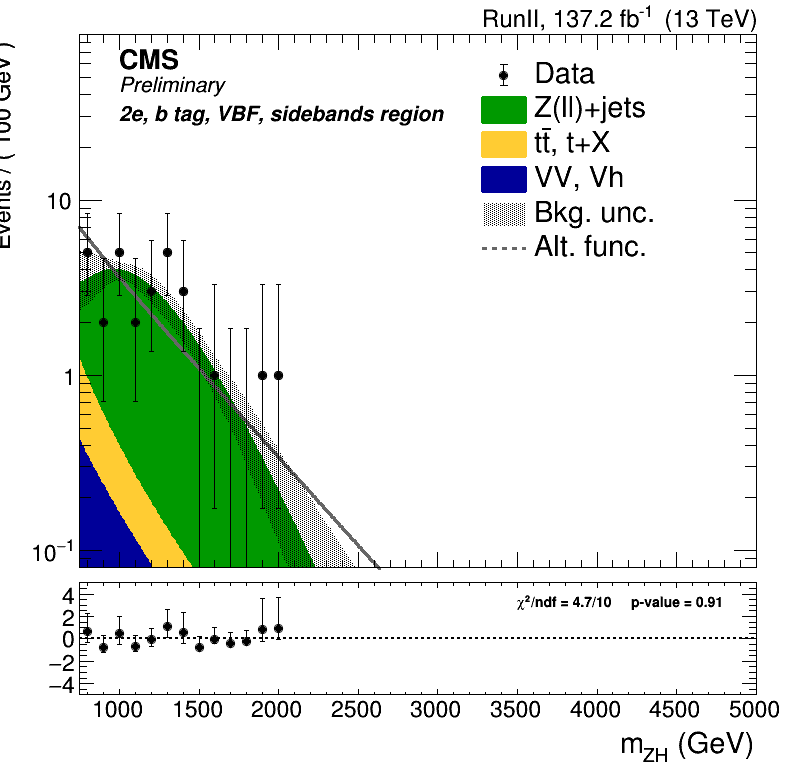 RunII, 137.2 fb⁻¹ (13 TeV)
CMS
Preliminary
2e, b tag, VBF, sidebands region
Data
Z(ll)+jets
tt̄, t+X
VV, Vh
Bkg. unc.
Alt. func.
Events / ( 100 GeV )
10
1
10⁻¹
χ²/ndf = 4.7/10 p-value = 0.91
4
2
0
−2
−4
1000 1500 2000 2500 3000 3500 4000 4500 5000
m_ZH (GeV)